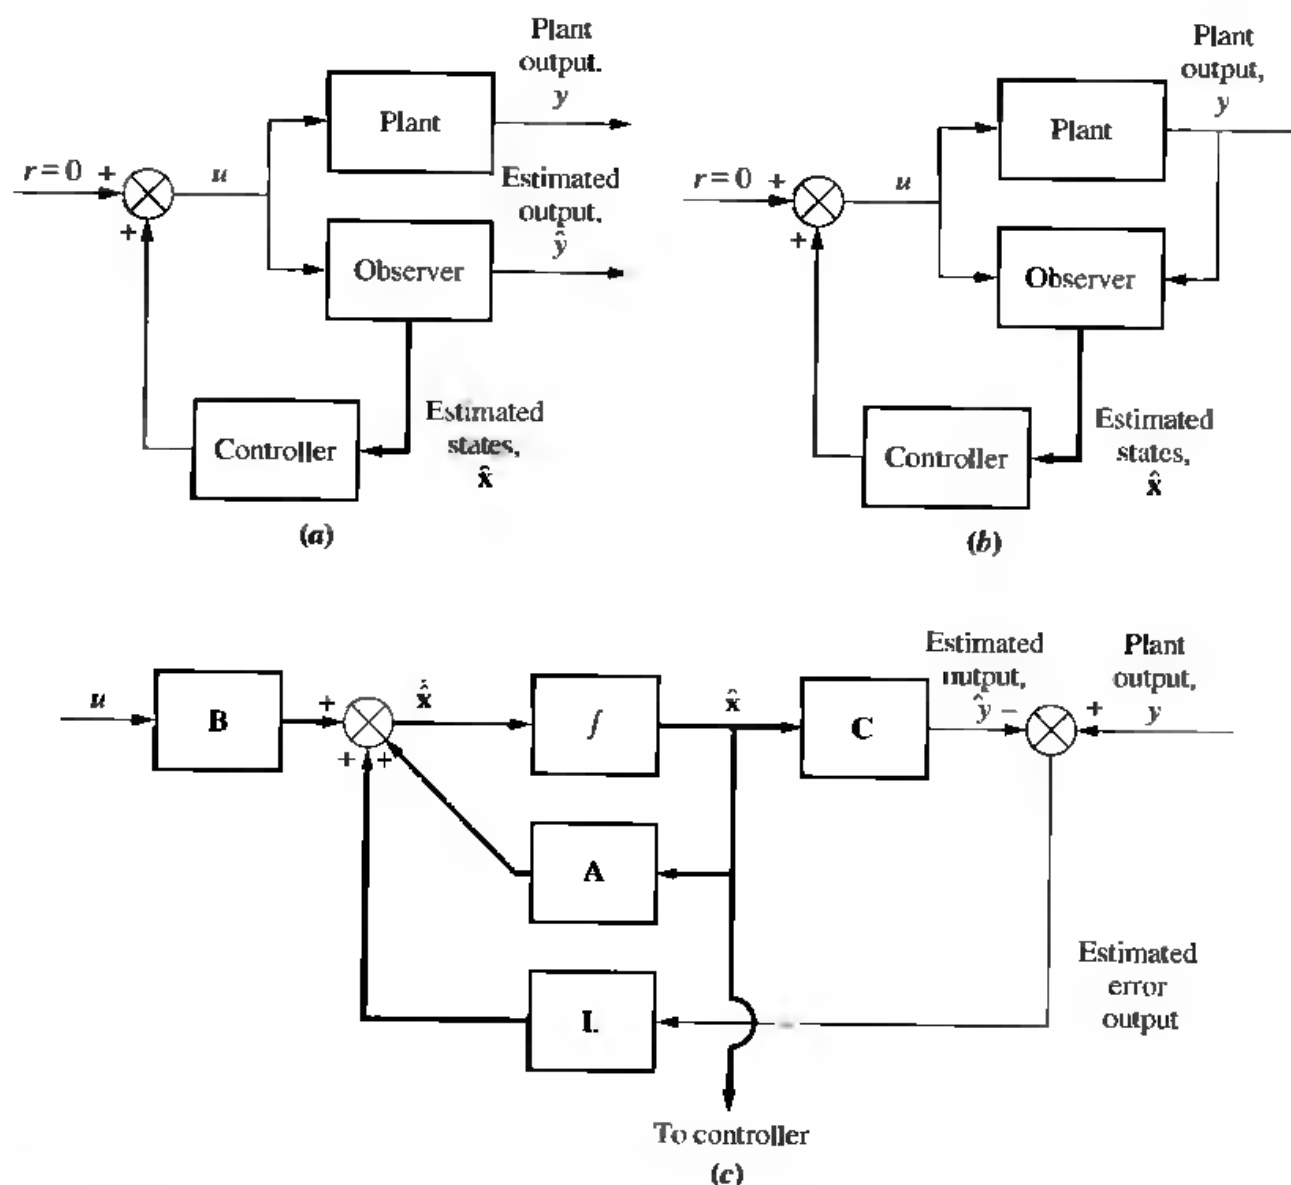 Plant
output.
y
Plant
r = 0
+
+
u
Estimated
output,
ŷ
Observer
Controller
Estimated
states,
x̂
(a)
Plant
output,
y
Plant
r = 0
+
+
u
Observer
Controller
Estimated
states,
x̂
(b)
u
B
+
+
+
x̂̇
∫
x̂
C
Estimated
output,
ŷ
−
+
Plant
output,
y
A
L
Estimated
error
output
To controller
(c)